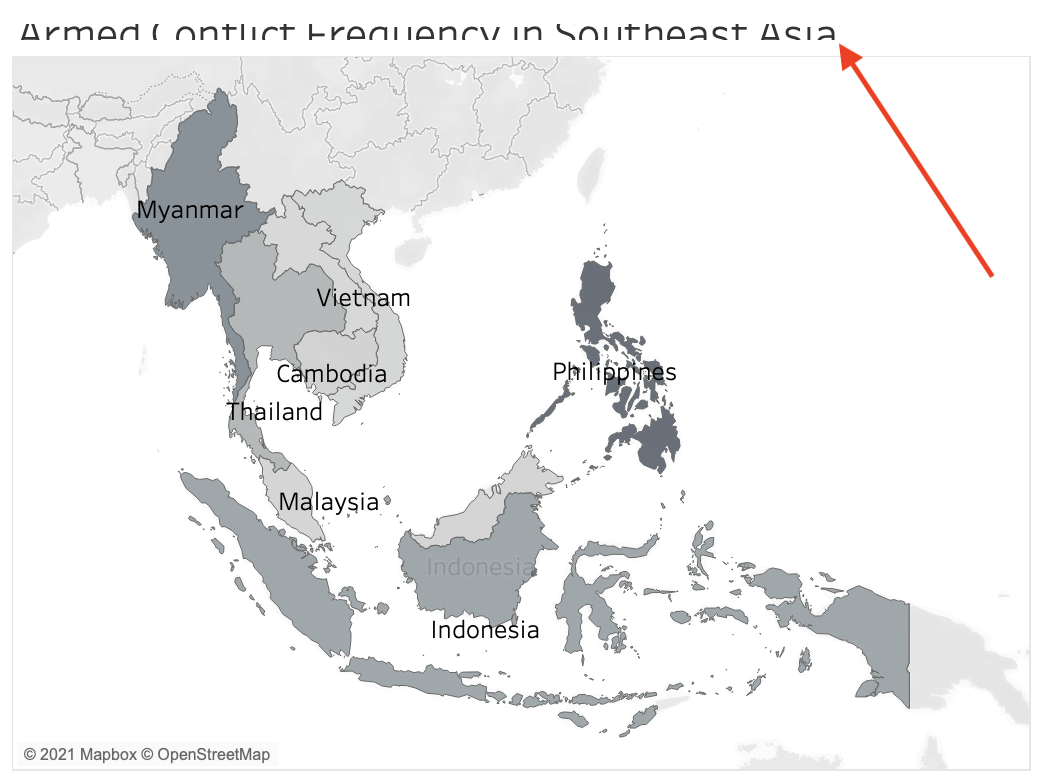 Armed Conflict Frequency in Southeast Asia
Myanmar
Vietnam
Philippines
Cambodia
Thailand
Malaysia
Indonesia
Indonesia
© 2021 Mapbox © OpenStreetMap